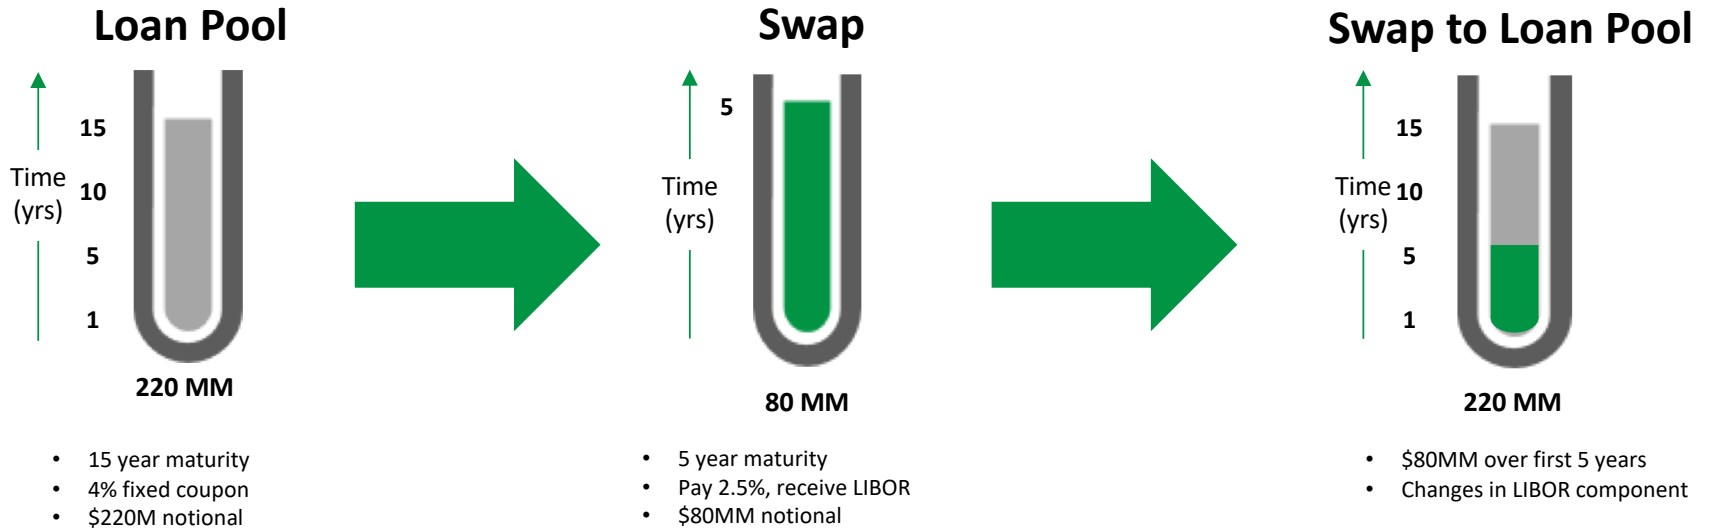 Loan Pool
Time
(yrs)
15
10
5
1
220 MM
• 15 year maturity
• 4% fixed coupon
• $220M notional
Swap
Time
(yrs)
5
80 MM
• 5 year maturity
• Pay 2.5%, receive LIBOR
• $80MM notional
Swap to Loan Pool
Time
(yrs)
15
10
5
1
220 MM
• $80MM over first 5 years
• Changes in LIBOR component